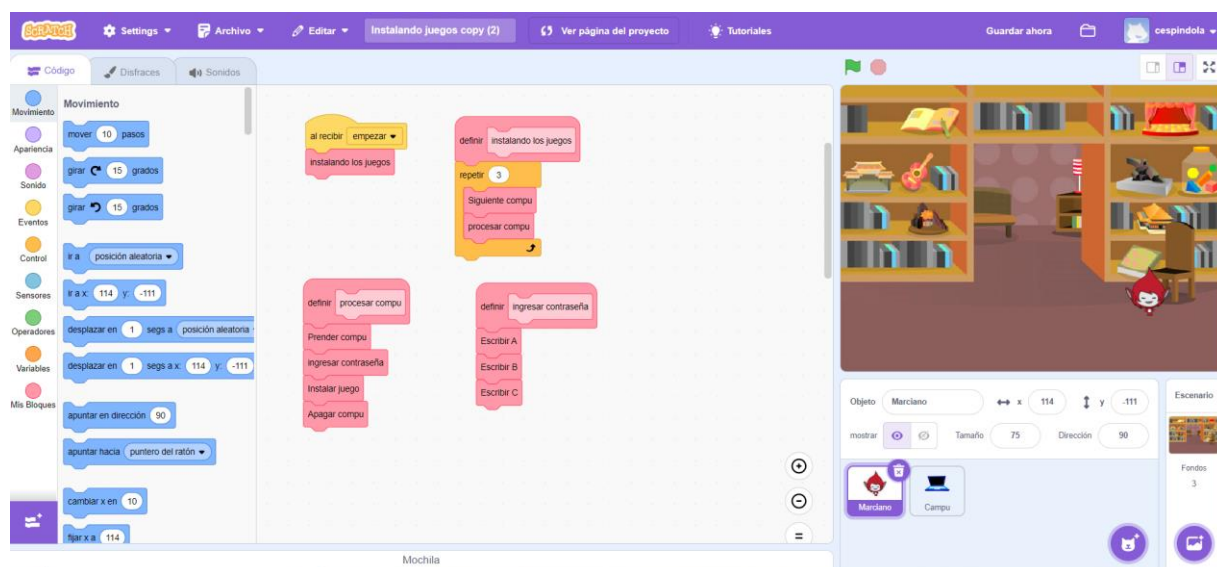 SCRATCH
Settings
Archivo
Editar
Instalando juegos copy (2)
Ver página del proyecto
Tutoriales
Guardar ahora
cespindola
Código
Disfraces
Sonidos
Movimiento
Apariencia
Sonido
Eventos
Control
Sensores
Operadores
Variables
Mis Bloques
Movimiento
mover 10 pasos
girar 15 grados
girar 15 grados
ir a posición aleatoria
ir a x: 114 y: -111
desplazar en 1 segs a posición aleatoria
desplazar en 1 segs a x: 114 y: -111
apuntar en dirección 90
apuntar hacia puntero del ratón
cambiar x en 10
fijar x a 114
al recibir empezar
instalando los juegos
definir instalando los juegos
repetir 3
Siguiente compu
procesar compu
definir procesar compu
Prender compu
ingresar contraseña
Instalar juego
Apagar compu
definir ingresar contraseña
Escribir A
Escribir B
Escribir C
Mochila
Objeto Marciano x 114 y -111
mostrar Tamaño 75 Dirección 90
Marciano
Campu
Escenario
Fondos
3